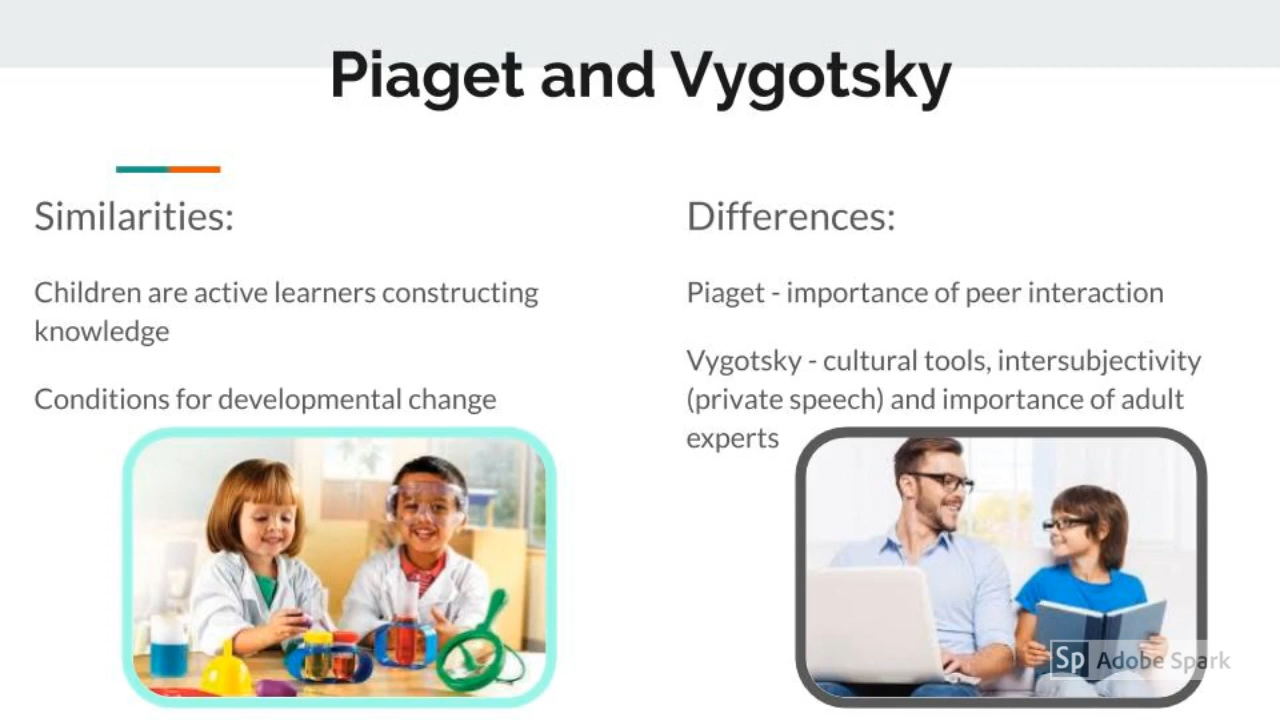 Piaget and Vygotsky
Similarities:
Children are active learners constructing
knowledge
Conditions for developmental change
Differences:
Piaget - importance of peer interaction
Vygotsky - cultural tools, intersubjectivity
(private speech) and importance of adult
experts
Sp Adobe Spark